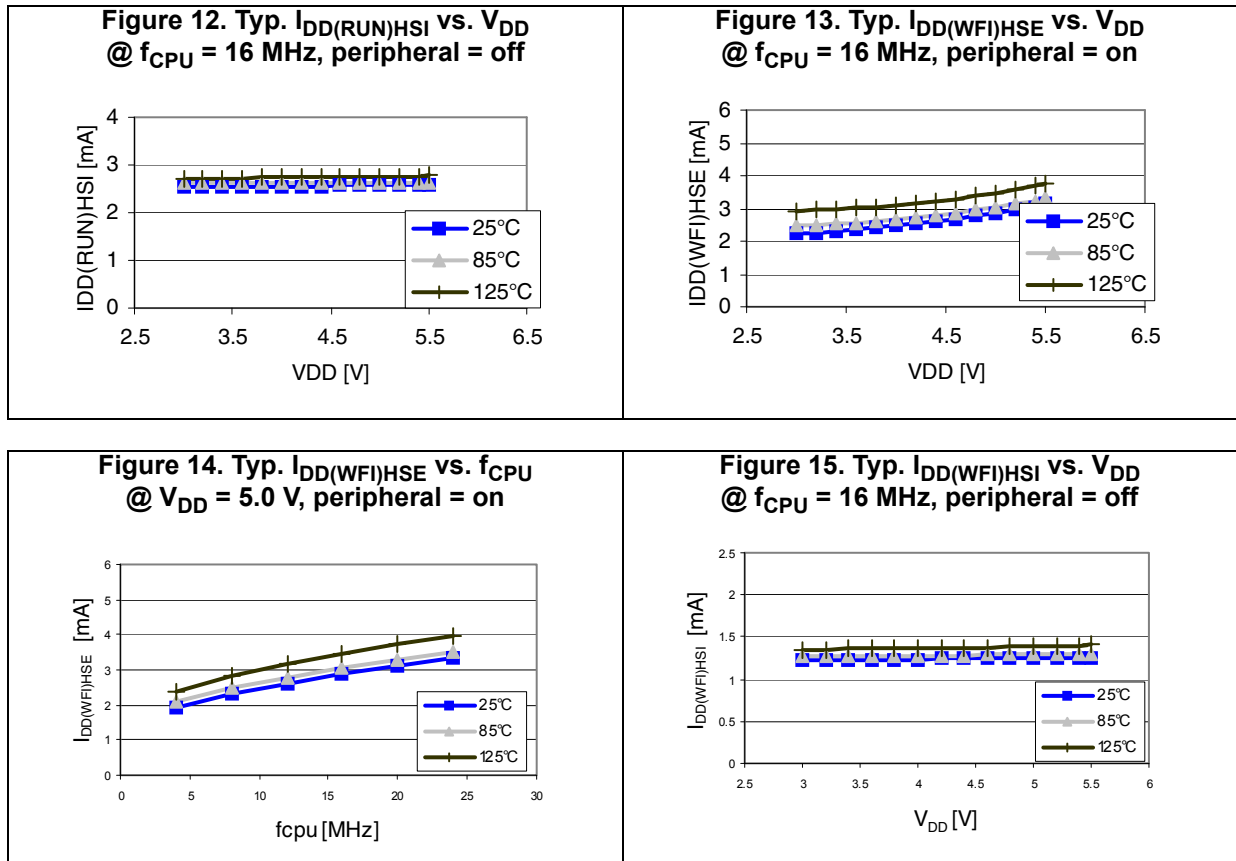 Figure 12. Typ. IDD(RUN)HSI vs. VDD
@ fCPU = 16 MHz, peripheral = off
IDD(RUN)HSI [mA]
4
3
2
1
0
25°C
85°C
125°C
2.5
3.5
4.5
5.5
6.5
VDD [V]
Figure 13. Typ. IDD(WFI)HSE vs. VDD
@ fCPU = 16 MHz, peripheral = on
IDD(WFI)HSE [mA]
6
5
4
3
2
1
0
25°C
85°C
125°C
2.5
3.5
4.5
5.5
6.5
VDD [V]
Figure 14. Typ. IDD(WFI)HSE vs. fCPU
@ VDD = 5.0 V, peripheral = on
IDD(WFI)HSE [mA]
6
5
4
3
2
1
0
25°C
85°C
125°C
0
5
10
15
20
25
30
fcpu [MHz]
Figure 15. Typ. IDD(WFI)HSI vs. VDD
@ fCPU = 16 MHz, peripheral = off
IDD(WFI)HSI [mA]
2.5
2
1.5
1
0.5
0
25°C
85°C
125°C
2.5
3
3.5
4
4.5
5
5.5
6
VDD [V]